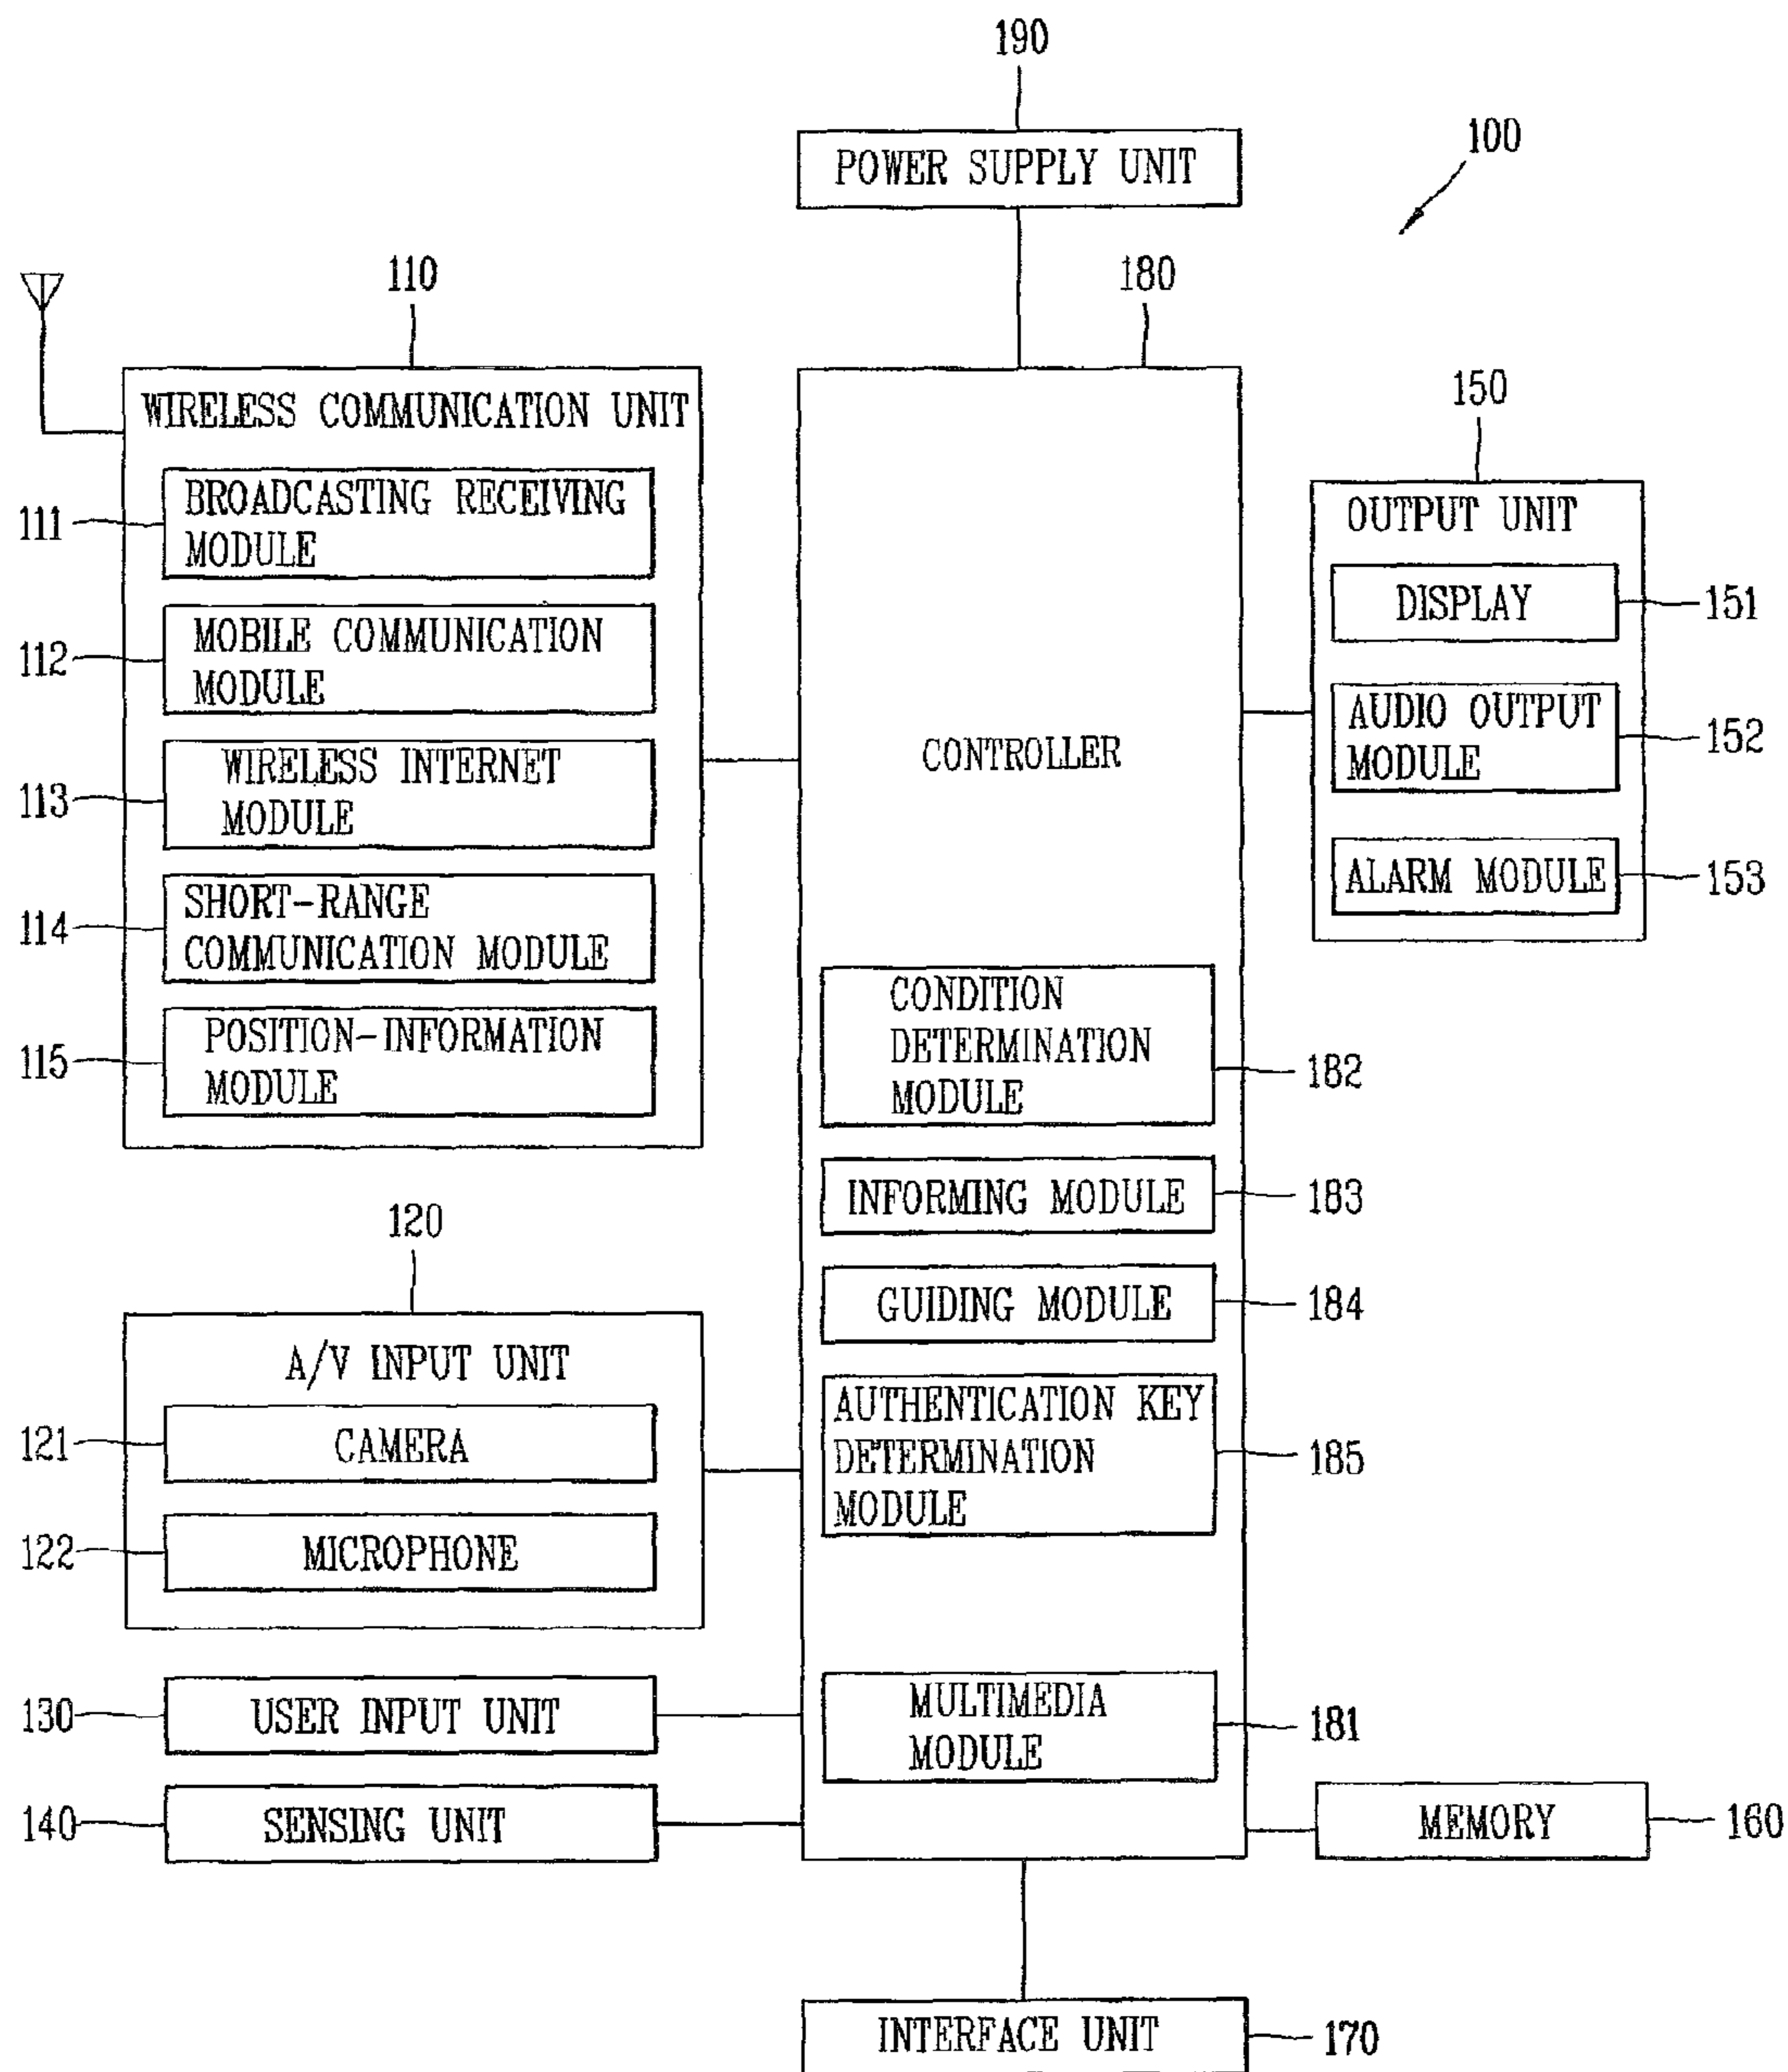 190
POWER SUPPLY UNIT
100
110
WIRELESS COMMUNICATION UNIT
111
BROADCASTING RECEIVING
MODULE
112
MOBILE COMMUNICATION
MODULE
113
WIRELESS INTERNET
MODULE
114
SHORT-RANGE
COMMUNICATION MODULE
115
POSITION-INFORMATION
MODULE
120
A/V INPUT UNIT
121
CAMERA
122
MICROPHONE
130
USER INPUT UNIT
140
SENSING UNIT
180
CONTROLLER
CONDITION
DETERMINATION
MODULE
182
INFORMING MODULE
183
GUIDING MODULE
184
AUTHENTICATION KEY
DETERMINATION
MODULE
185
MULTIMEDIA
MODULE
181
150
OUTPUT UNIT
DISPLAY
151
AUDIO OUTPUT
MODULE
152
ALARM MODULE
153
MEMORY
160
INTERFACE UNIT
170